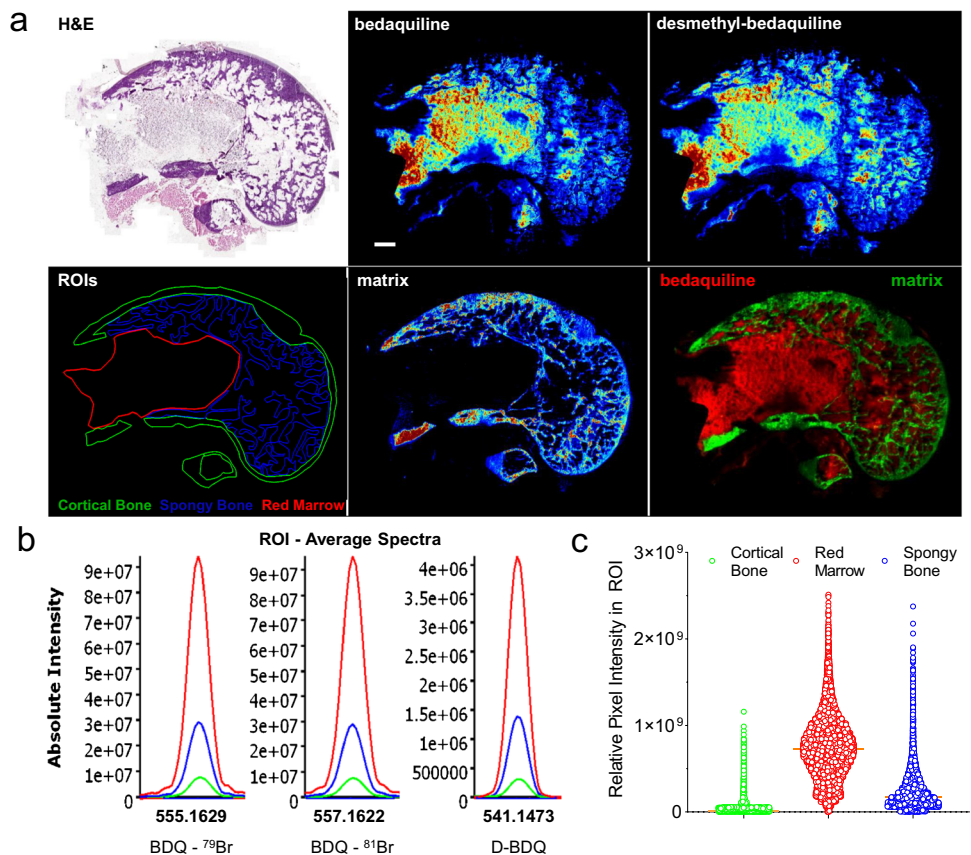 a
H&E
bedaquiline
desmethyl-bedaquiline
ROIs
matrix
bedaquiline
matrix
Cortical Bone
Spongy Bone
Red Marrow
b
ROI - Average Spectra
Absolute Intensity
9e+07
8e+07
7e+07
6e+07
5e+07
4e+07
3e+07
2e+07
1e+07
0
555.1629
BDQ - ⁷⁹Br
9e+07
8e+07
7e+07
6e+07
5e+07
4e+07
3e+07
2e+07
1e+07
0
557.1622
BDQ - ⁸¹Br
4e+06
3.5e+06
3e+06
2.5e+06
2e+06
1.5e+06
1e+06
500000
0
541.1473
D-BDQ
c
Relative Pixel Intensity in ROI
3×10⁹
2×10⁹
1×10⁹
0
Cortical
Bone
Red
Marrow
Spongy
Bone